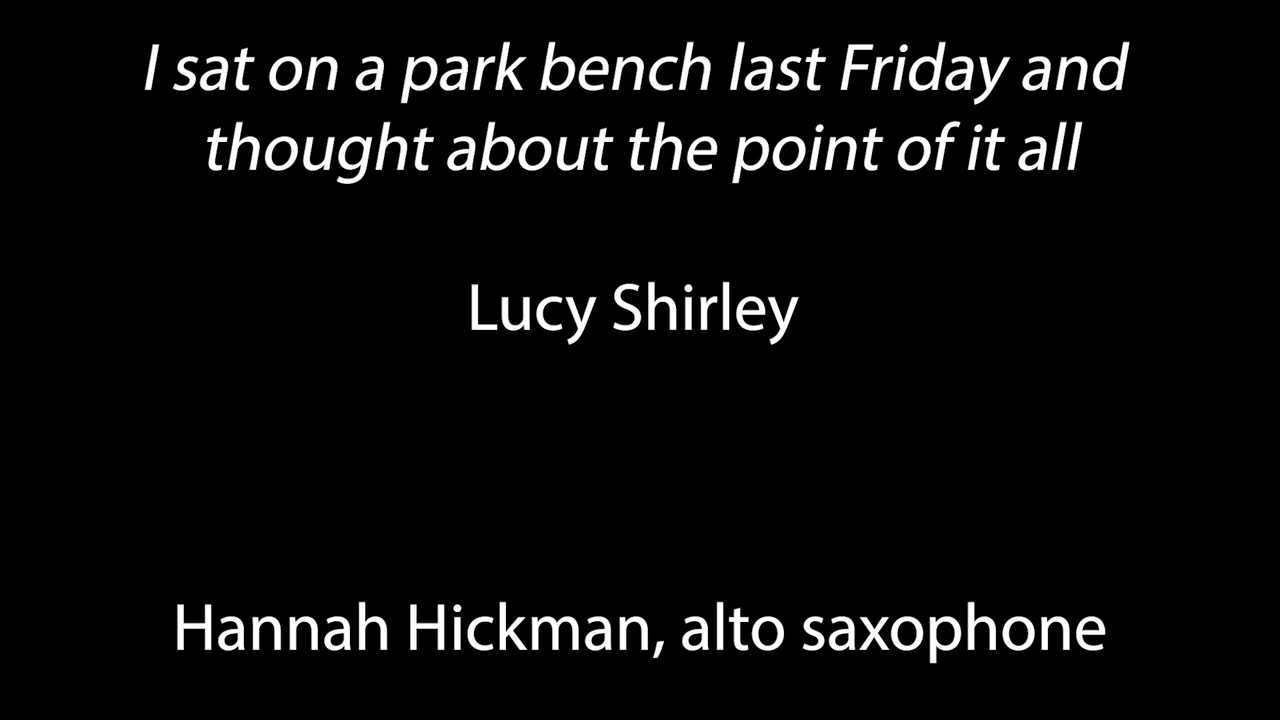 I sat on a park bench last Friday and
thought about the point of it all
Lucy Shirley
Hannah Hickman, alto saxophone